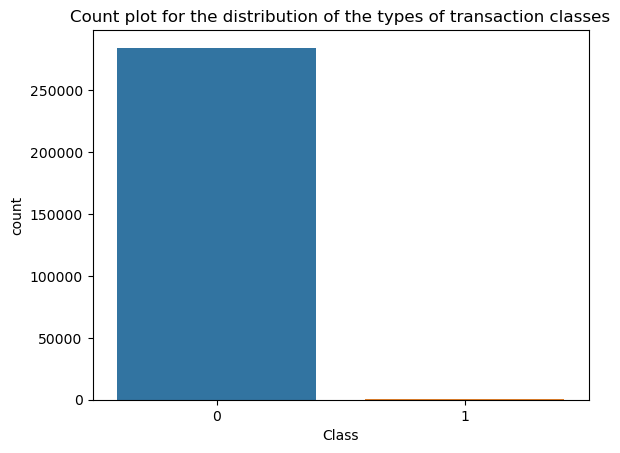 Count plot for the distribution of the types of transaction classes
250000
200000
150000
100000
50000
0
count
0 1
Class